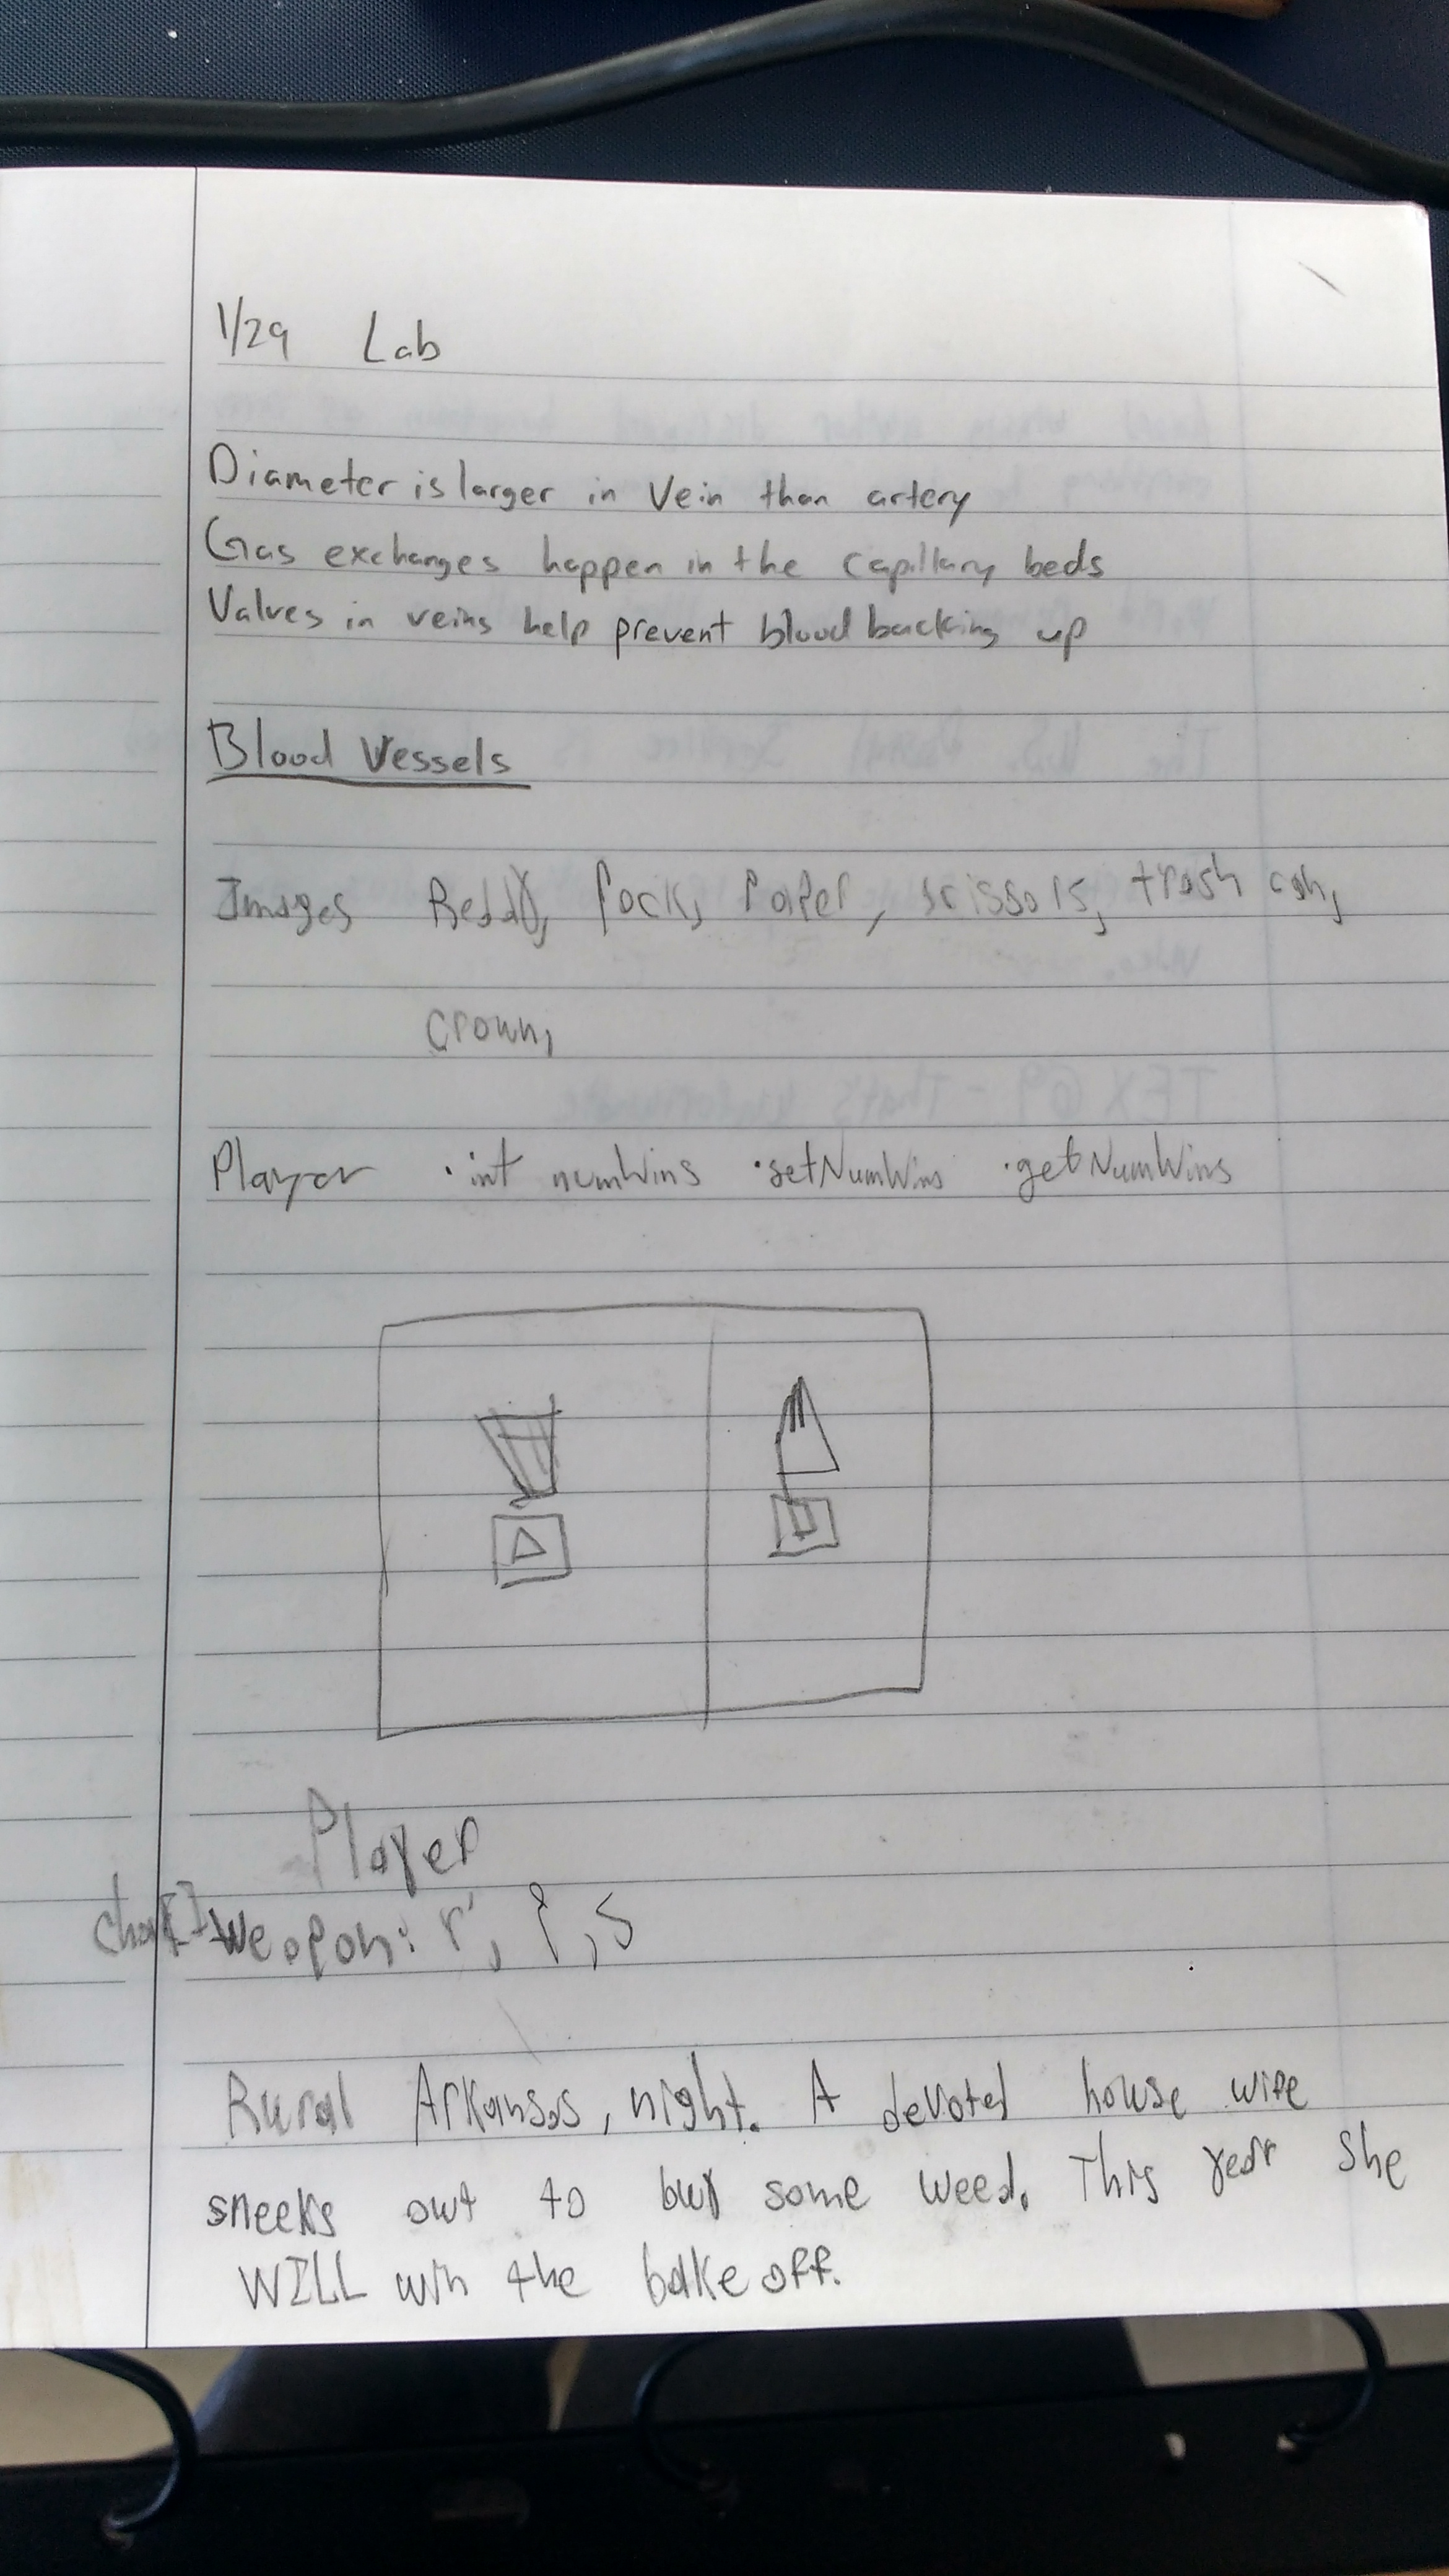 1/29 Lab
Diameter is larger in Vein than artery
Gas exchanges happen in the capillary beds
Valves in veins help prevent blood backing up
Blood Vessels
Images Ready, Rock, Paper, scissors, trash can,
crown,
Player · int numWins · setNumWins · getNumWins
Player
char[] weapon: r', p, s
Rural Arkansas, night. A devoted house wife
sneeks out to buy some weed. This year she
WILL win the bake off.